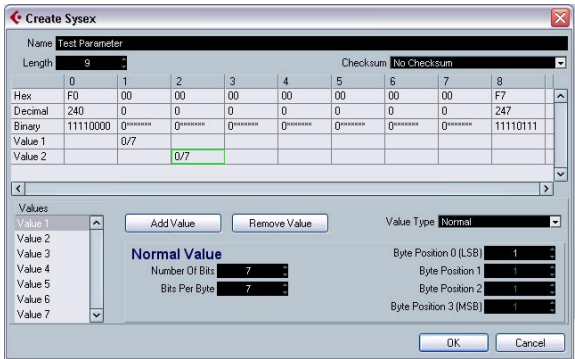 Create Sysex
Name Test Parameter
Length 9 Checksum No Checksum
0 1 2 3 4 5 6 7 8
Hex F0 00 00 00 00 00 00 00 F7
Decimal 240 0 0 0 0 0 0 0 247
Binary 11110000 0******* 0******* 0******* 0******* 0******* 0******* 0******* 11110111
Value 1 0/7
Value 2 0/7
Values
Value 1 Add Value Remove Value Value Type Normal
Value 2
Value 3 Normal Value Byte Position 0 (LSB) 1
Value 4 Number Of Bits 7 Byte Position 1 1
Value 5 Bits Per Byte 7 Byte Position 2 1
Value 6 Byte Position 3 (MSB) 1
Value 7
OK Cancel